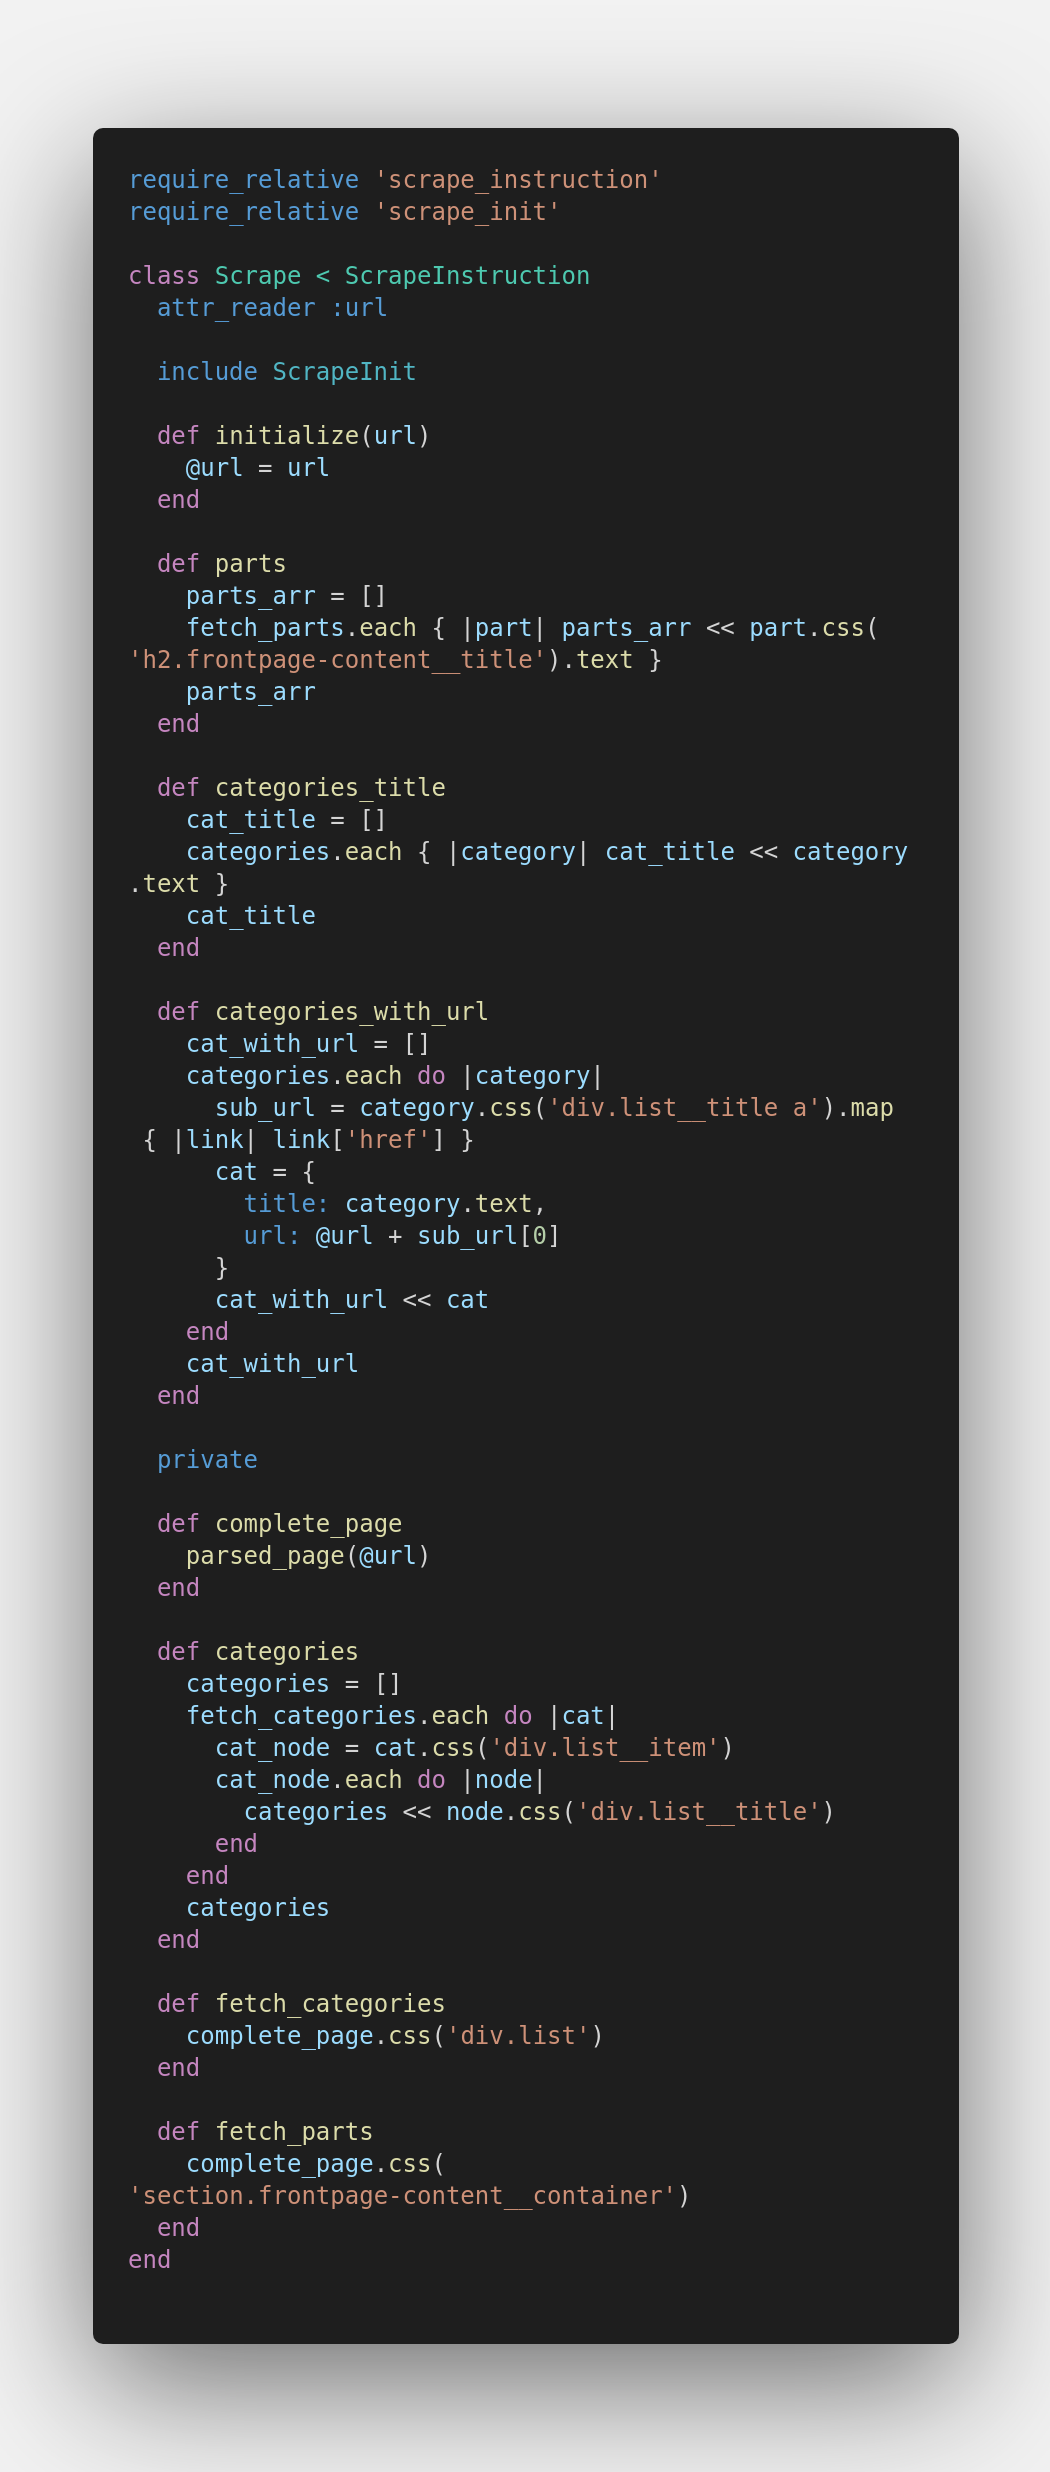 require_relative 'scrape_instruction'
require_relative 'scrape_init'

class Scrape < ScrapeInstruction
  attr_reader :url

  include ScrapeInit

  def initialize(url)
    @url = url
  end

  def parts
    parts_arr = []
    fetch_parts.each { |part| parts_arr << part.css(
'h2.frontpage-content__title').text }
    parts_arr
  end

  def categories_title
    cat_title = []
    categories.each { |category| cat_title << category
.text }
    cat_title
  end

  def categories_with_url
    cat_with_url = []
    categories.each do |category|
      sub_url = category.css('div.list__title a').map
 { |link| link['href'] }
      cat = {
        title: category.text,
        url: @url + sub_url[0]
      }
      cat_with_url << cat
    end
    cat_with_url
  end

  private

  def complete_page
    parsed_page(@url)
  end

  def categories
    categories = []
    fetch_categories.each do |cat|
      cat_node = cat.css('div.list__item')
      cat_node.each do |node|
        categories << node.css('div.list__title')
      end
    end
    categories
  end

  def fetch_categories
    complete_page.css('div.list')
  end

  def fetch_parts
    complete_page.css(
'section.frontpage-content__container')
  end
end